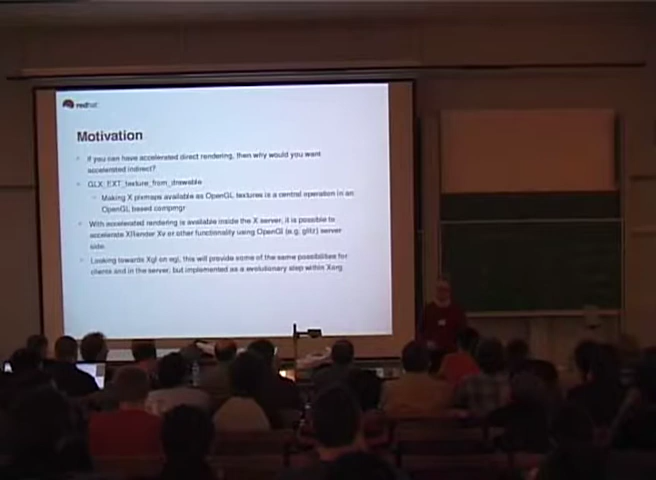 redhat
Motivation
If you can have accelerated direct rendering, then why would you want
accelerated indirect?
GLX_EXT_texture_from_drawable
Making X pixmaps available as OpenGL textures is a central operation in an
OpenGL based compmgr
With accelerated rendering is available inside the X server, it is possible to
accelerate XRender Xv or other functionality using OpenGl (e.g. glitz) server
side.
Looking towards Xgl on egl, this will provide some of the same possibilities for
clients and in the server, but implemented as a evolutionary step within Xorg